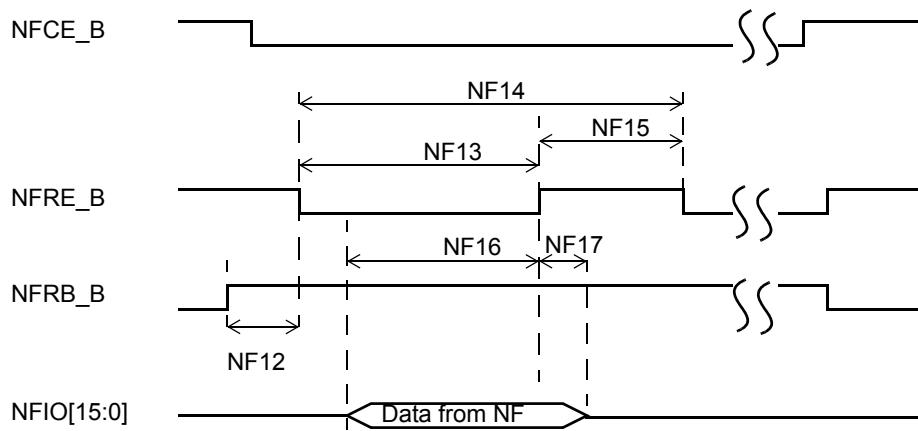 NFCE_B
NF14
NF15
NF13
NFRE_B
NF16
NF17
NFRB_B
NF12
NFIO[15:0]
Data from NF